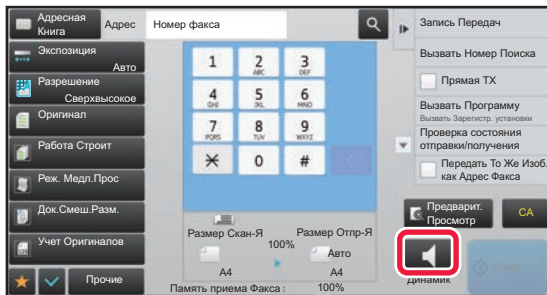 Адресная
Книга
Адрес
Номер факса
Экспозиция
Авто
Разрешение
Сверхвысокое
Оригинал
Работа Строит
Реж. Медл.Прос
Док.Смеш.Разм.
Учет Оригиналов
Прочие
1
2
ABC
3
DEF
4
GHI
5
JKL
6
MNO
7
PQRS
8
TUV
9
WXYZ
0
#
C
Размер Скан-Я
100%
Размер Отпр-Я
Авто
A4
A4
Память приема Факса :
100%
Запись Передач
Вызвать Номер Поиска
Прямая TX
Вызвать Программу
Вызвать Зарегистр. установки
Проверка состояния
отправки/получения
Передать То Же Изоб.
как Адрес Факса
Предварит.
Просмотр
CA
Динамик
Старт